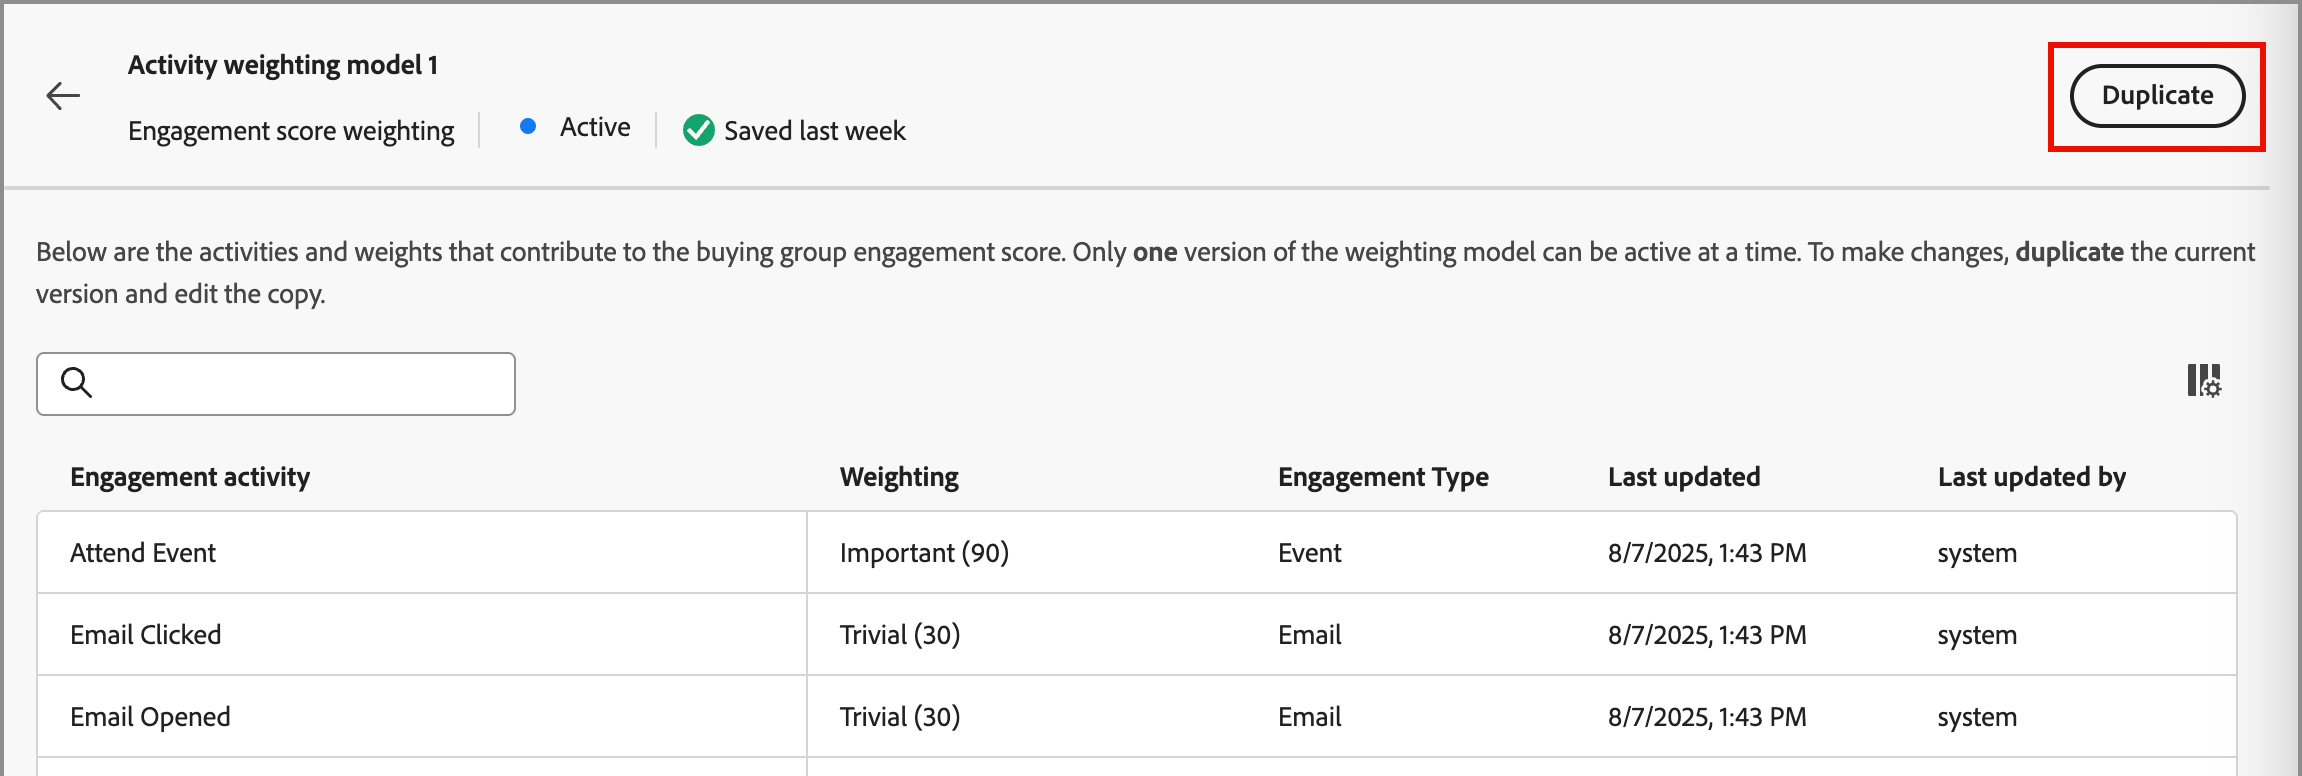 Activity weighting model 1
Engagement score weighting Active Saved last week
Duplicate
Below are the activities and weights that contribute to the buying group engagement score. Only one version of the weighting model can be active at a time. To make changes, duplicate the current
version and edit the copy.
Engagement activity Weighting Engagement Type Last updated Last updated by
Attend Event Important (90) Event 8/7/2025, 1:43 PM system
Email Clicked Trivial (30) Email 8/7/2025, 1:43 PM system
Email Opened Trivial (30) Email 8/7/2025, 1:43 PM system